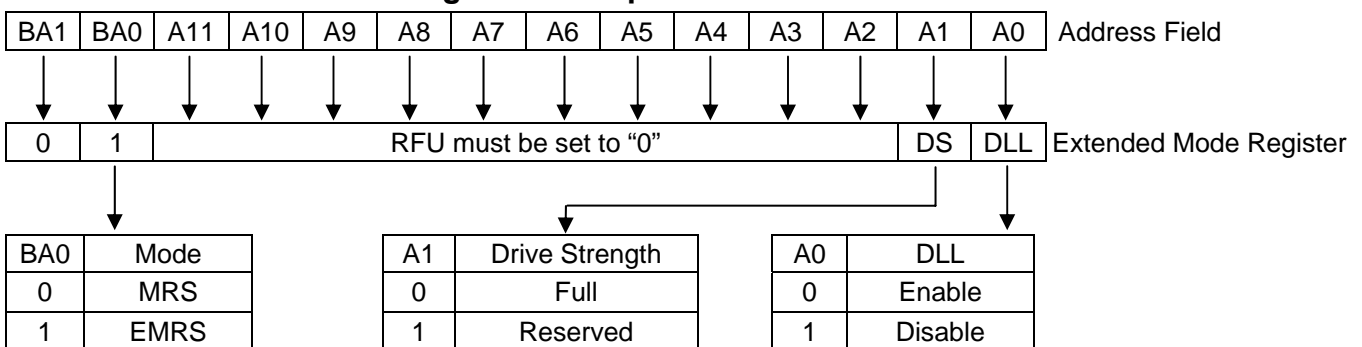 BA1 BA0 A11 A10 A9 A8 A7 A6 A5 A4 A3 A2 A1 A0 Address Field
0 1 RFU must be set to “0” DS DLL Extended Mode Register
BA0 Mode
0 MRS
1 EMRS
A1 Drive Strength
0 Full
1 Reserved
A0 DLL
0 Enable
1 Disable